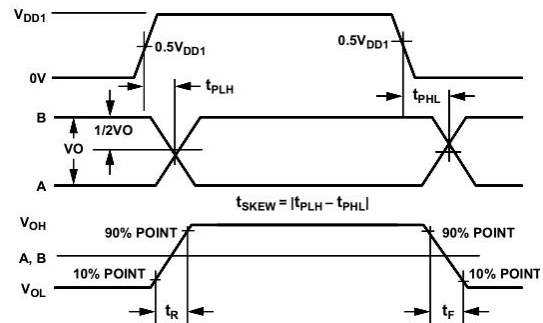 VDD1
0.5VDD1
0.5VDD1
0V
tPLH
tPHL
B
1/2VO
VO
A
tSKEW = |tPLH – tPHL|
VOH
90% POINT
90% POINT
A, B
10% POINT
10% POINT
VOL
tR
tF